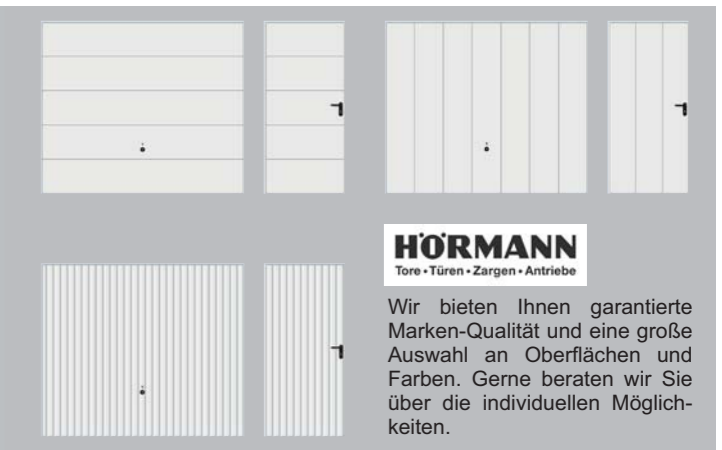 HÖRMANN
Tore • Türen • Zargen • Antriebe
Wir bieten Ihnen garantierte
Marken-Qualität und eine große
Auswahl an Oberflächen und
Farben. Gerne beraten wir Sie
über die individuellen Möglich-
keiten.